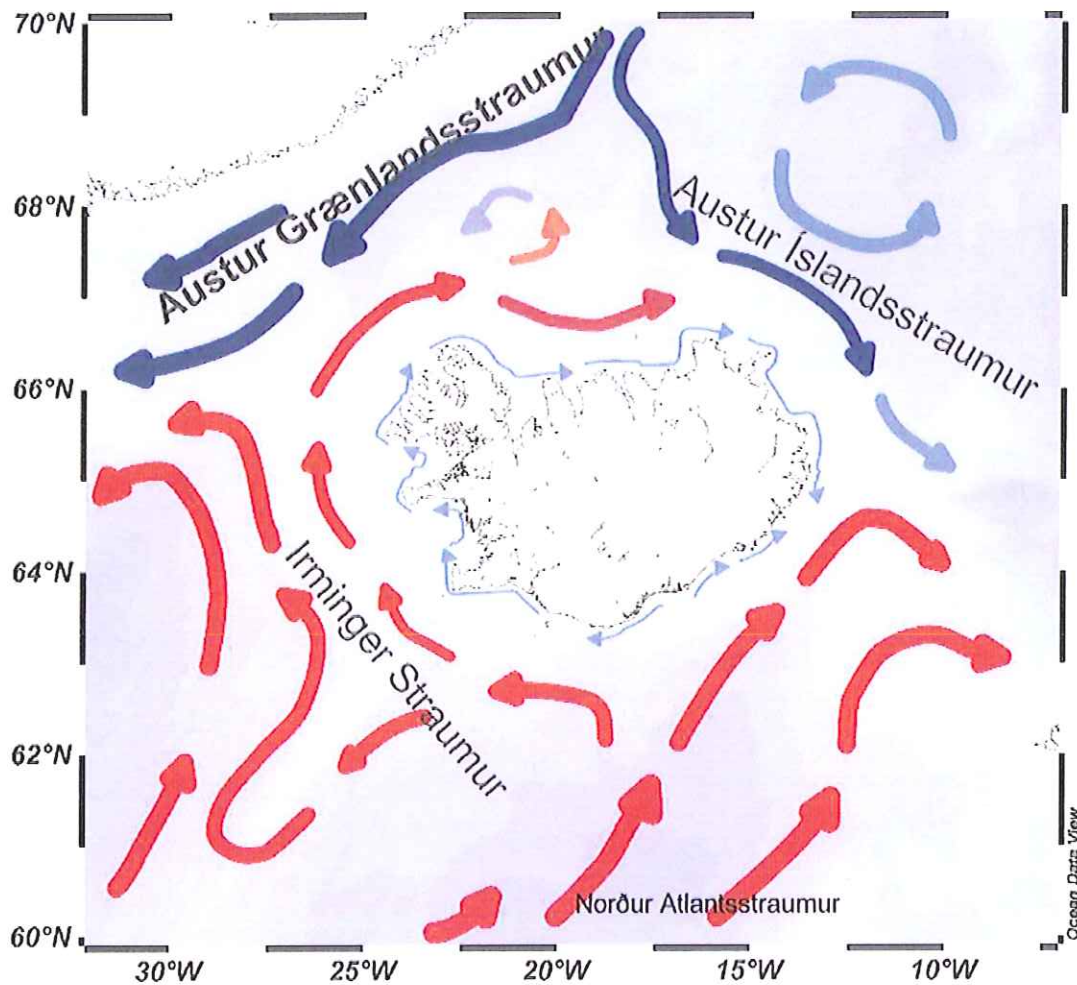 70°N
68°N
66°N
64°N
62°N
60°N
30°W
25°W
20°W
15°W
10°W
Austur Grænlandsstraumur
Austur Íslandsstraumur
Irminger Straumur
Norður Atlantsstraumur
Ocean Data View